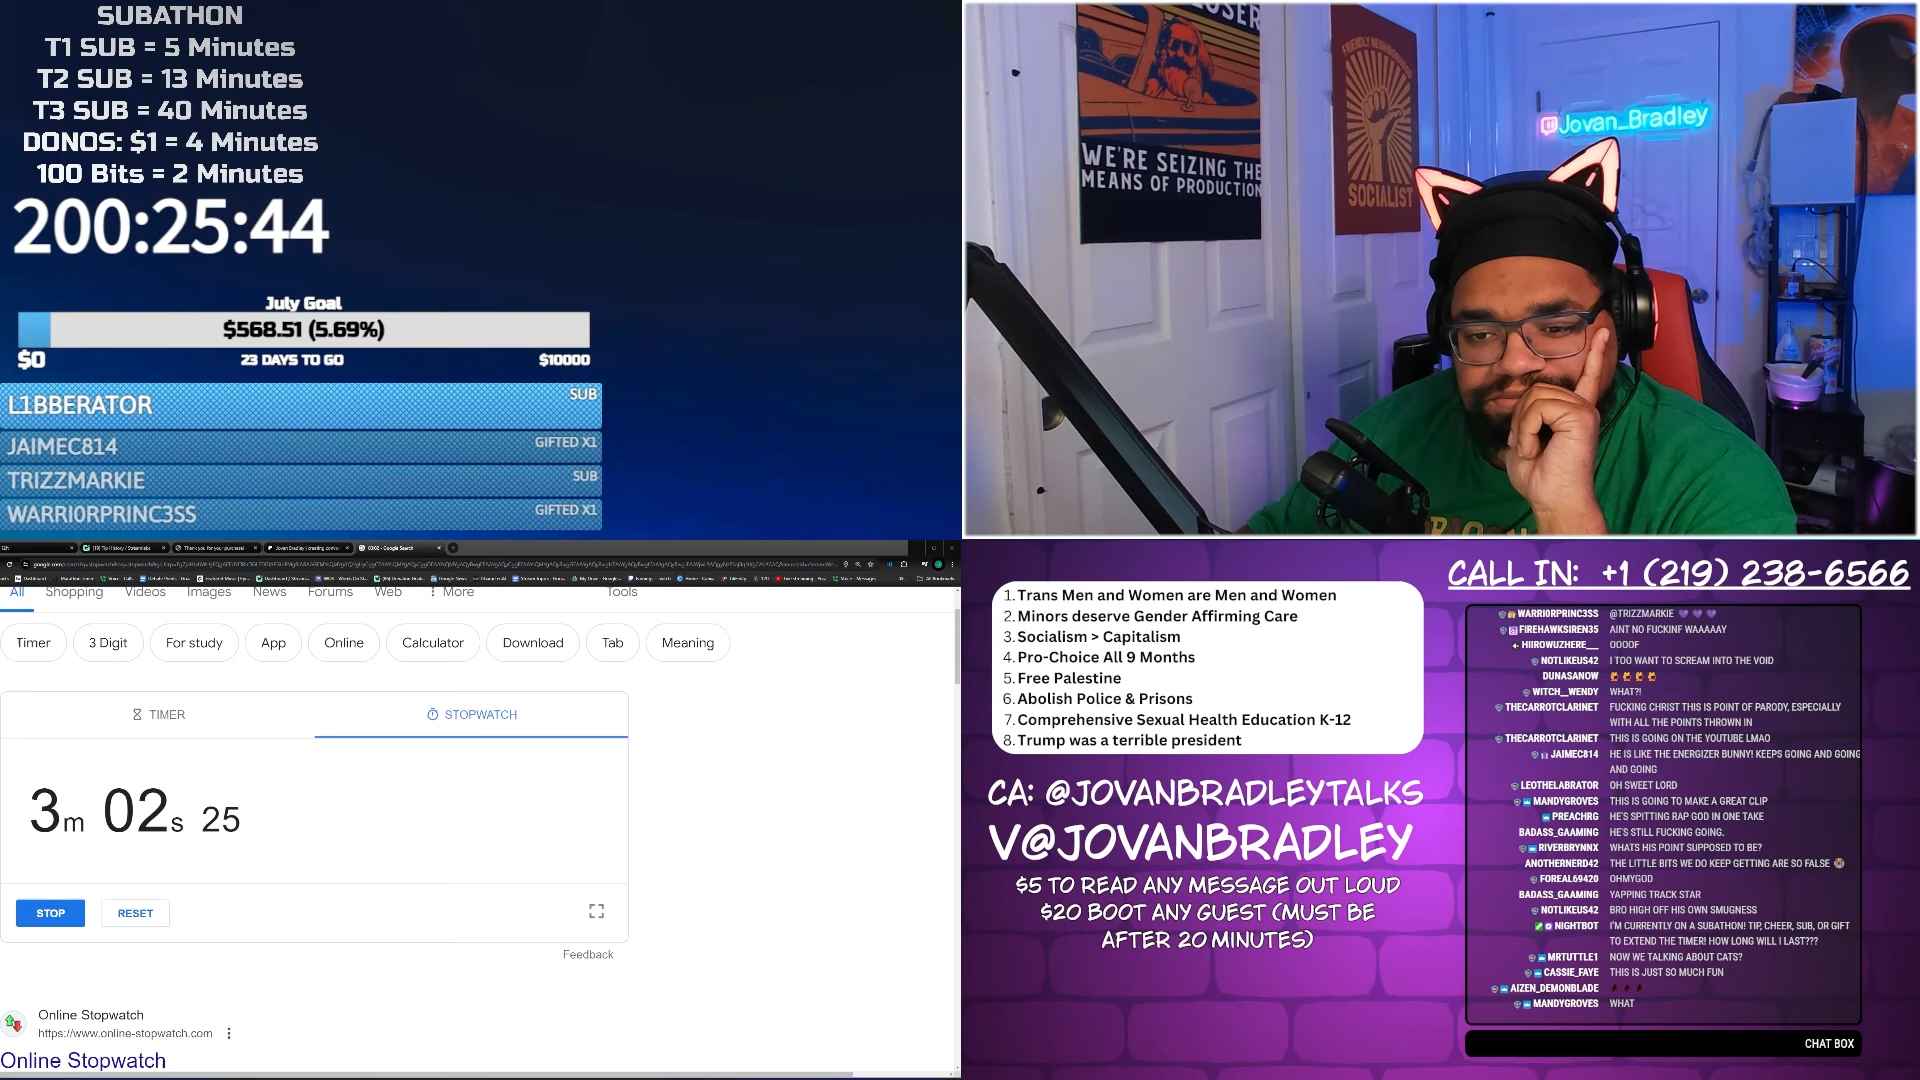 SUBATHON
T1 SUB = 5 Minutes
T2 SUB = 13 Minutes
T3 SUB = 40 Minutes
DONOS: $1 = 4 Minutes
100 Bits = 2 Minutes
200:25:44
July Goal
$568.51 (5.69%)
$0 23 DAYS TO GO $10000
L1BBERATOR SUB
JAIMEC814 GIFTED X1
TRIZZMARKIE SUB
WARRI0RPRINC3SS GIFTED X1
LOSER
WE'RE SEIZING THE
MEANS OF PRODUCTION
SOCIALIST
Jovan_Bradley
03:02 - Google Search
All Shopping Videos Images News Forums Web More Tools
Timer 3 Digit For study App Online Calculator Download Tab Meaning
TIMER STOPWATCH
3m 02s 25
STOP RESET
Feedback
Online Stopwatch
https://www.online-stopwatch.com
Online Stopwatch
1. Trans Men and Women are Men and Women
2. Minors deserve Gender Affirming Care
3. Socialism > Capitalism
4. Pro-Choice All 9 Months
5. Free Palestine
6. Abolish Police & Prisons
7. Comprehensive Sexual Health Education K-12
8. Trump was a terrible president
CA: @JOVANBRADLEYTALKS
V@JOVANBRADLEY
$5 TO READ ANY MESSAGE OUT LOUD
$20 BOOT ANY GUEST (MUST BE
AFTER 20 MINUTES)
CALL IN: +1 (219) 238-6566
WARRI0RPRINC3SS @TRIZZMARKIE
FIREHAWKSIREN35 AINT NO FUCKINF WAAAAAY
HIIROWUZHERE__ OOOOF
NOTLIKEUS42 I TOO WANT TO SCREAM INTO THE VOID
DUNASANOW
WITCH_WENDY WHAT?!
THECARROTCLARINET FUCKING CHRIST THIS IS POINT OF PARODY, ESPECIALLY
WITH ALL THE POINTS THROWN IN
THECARROTCLARINET THIS IS GOING ON THE YOUTUBE LMAO
JAIMEC814 HE IS LIKE THE ENERGIZER BUNNY! KEEPS GOING AND GOING
AND GOING
LEOTHELABRATOR OH SWEET LORD
MANDYGROVES THIS IS GOING TO MAKE A GREAT CLIP
PREACHRG HE'S SPITTING RAP GOD IN ONE TAKE
BADASS_GAAMING HE'S STILL FUCKING GOING.
RIVERBRYNNX WHATS HIS POINT SUPPOSED TO BE?
ANOTHERNERD42 THE LITTLE BITS WE DO KEEP GETTING ARE SO FALSE
FOREAL69420 OHMYGOD
BADASS_GAAMING YAPPING TRACK STAR
NOTLIKEUS42 BRO HIGH OFF HIS OWN SMUGNESS
NIGHTBOT I'M CURRENTLY ON A SUBATHON! TIP, CHEER, SUB, OR GIFT
TO EXTEND THE TIMER! HOW LONG WILL I LAST???
MRTUTTLE1 NOW WE TALKING ABOUT CATS?
CASSIE_FAYE THIS IS JUST SO MUCH FUN
AIZEN_DEMONBLADE
MANDYGROVES WHAT
CHAT BOX